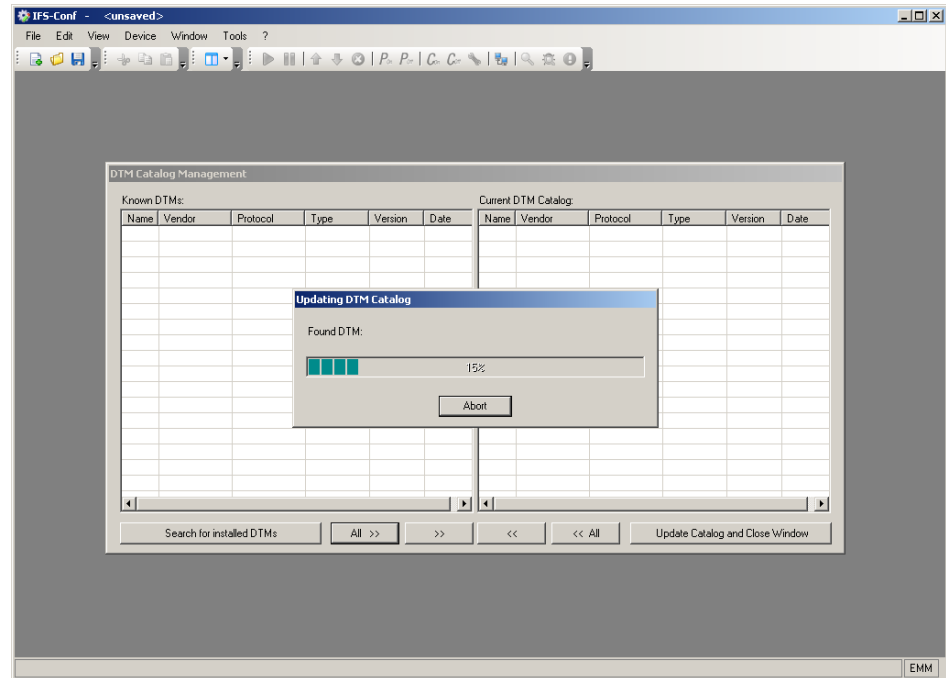 IFS-Conf - <unsaved>
File Edit View Device Window Tools ?
DTM Catalog Management
Known DTMs: Current DTM Catalog:
Name Vendor Protocol Type Version Date Name Vendor Protocol Type Version Date
Updating DTM Catalog
Found DTM:
15%
Abort
Search for installed DTMs All >> >> << << All Update Catalog and Close Window
EMM